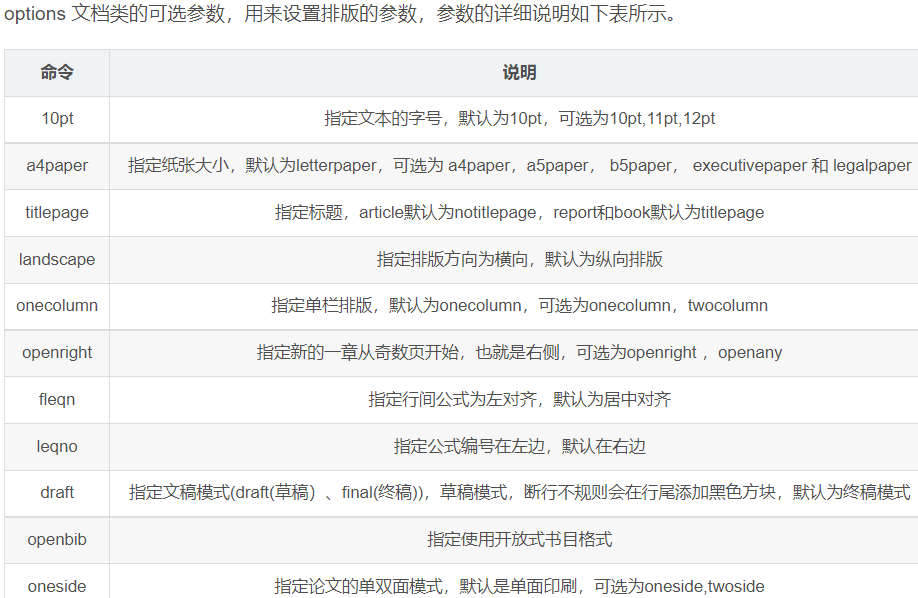 options 文档类的可选参数，用来设置排版的参数，参数的详细说明如下表所示。
命令 说明
10pt 指定文本的字号，默认为10pt，可选为10pt,11pt,12pt
a4paper 指定纸张大小，默认为letterpaper，可选为 a4paper，a5paper， b5paper， executivepaper 和 legalpaper
titlepage 指定标题，article默认为notitlepage，report和book默认为titlepage
landscape 指定排版方向为横向，默认为纵向排版
onecolumn 指定单栏排版，默认为onecolumn，可选为onecolumn，twocolumn
openright 指定新的一章从奇数页开始，也就是右侧，可选为openright ，openany
fleqn 指定行间公式为左对齐，默认为居中对齐
leqno 指定公式编号在左边，默认在右边
draft 指定文稿模式(draft(草稿）、final(终稿))，草稿模式，断行不规则会在行尾添加黑色方块，默认为终稿模式
openbib 指定使用开放式书目格式
oneside 指定论文的单双面模式，默认是单面印刷，可选为oneside,twoside